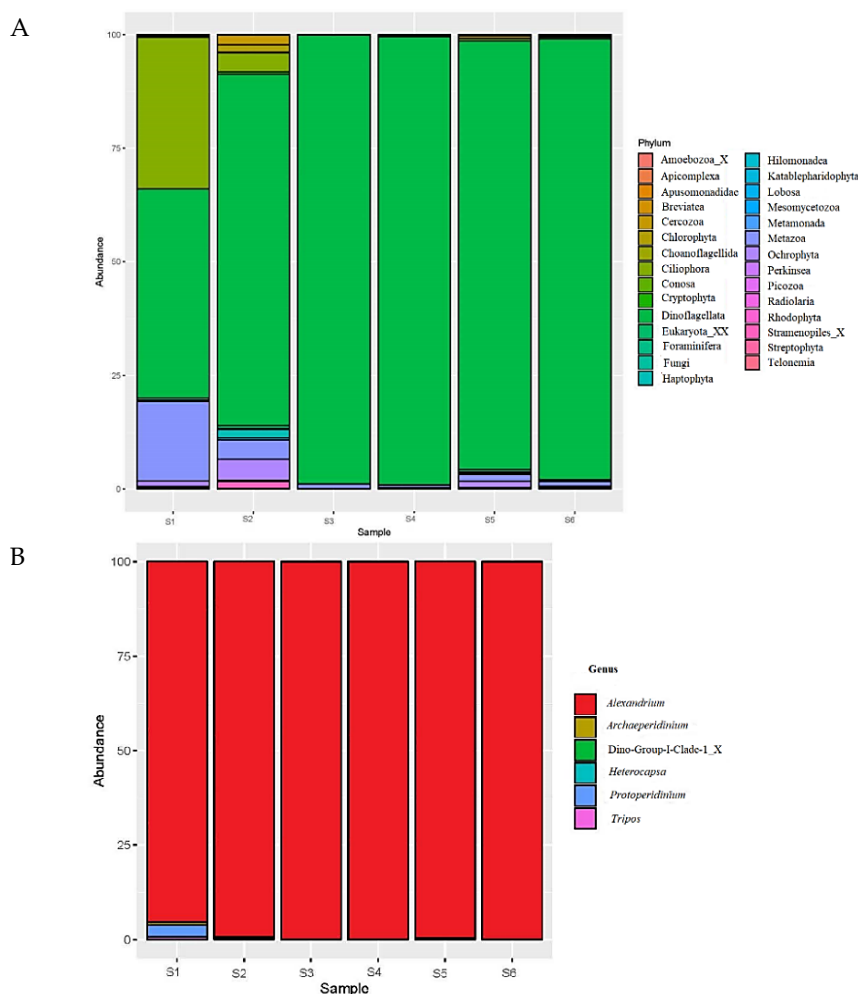 A
100
75
50
25
0
Abundance
S1 S2 S3 S4 S5 S6
Sample
Phylum
Amoebozoa_X
Apicomplexa
Apusomonadidae
Breviatea
Cercozoa
Chlorophyta
Choanoflagellida
Ciliophora
Conosa
Cryptophyta
Dinoflagellata
Eukaryota_XX
Foraminifera
Fungi
Haptophyta
Hilomonadea
Katablepharidophyta
Lobosa
Mesomycetozoa
Metamonada
Metazoa
Ochrophyta
Perkinsea
Picozoa
Radiolaria
Rhodophyta
Stramenopiles_X
Streptophyta
Telonemia
B
100
75
50
25
0
Abundance
S1 S2 S3 S4 S5 S6
Sample
Genus
Alexandrium
Archaeperidinium
Dino-Group-I-Clade-1_X
Heterocapsa
Protoperidinium
Tripos